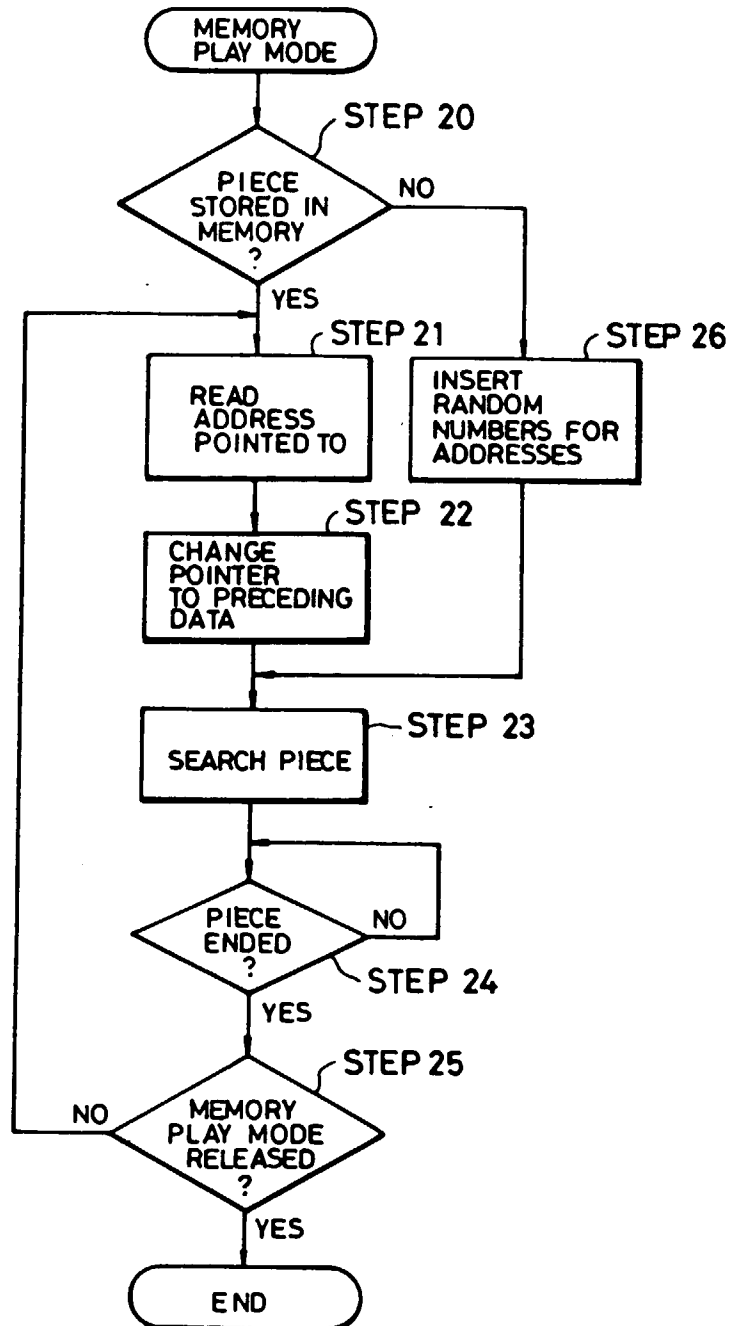 MEMORY
PLAY MODE
STEP 20
PIECE
STORED IN
MEMORY
?
NO
YES
STEP 21
READ
ADDRESS
POINTED TO
STEP 26
INSERT
RANDOM
NUMBERS FOR
ADDRESSES
STEP 22
CHANGE
POINTER
TO PRECEDING
DATA
STEP 23
SEARCH PIECE
PIECE
ENDED
?
NO
STEP 24
YES
STEP 25
NO
MEMORY
PLAY MODE
RELEASED
?
YES
END